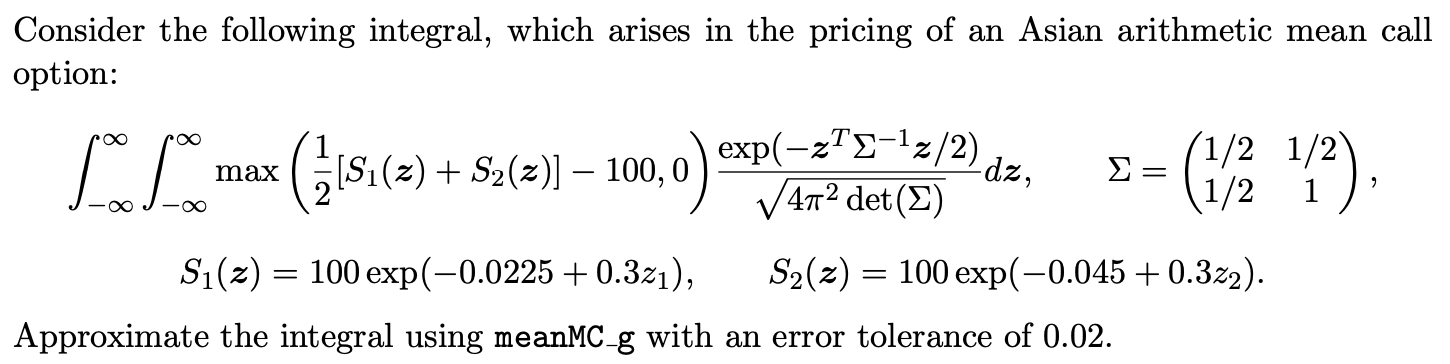 Consider the following integral, which arises in the pricing of an Asian arithmetic mean call
option:
∫_{-∞}^{∞} ∫_{-∞}^{∞} max (1/2 [S_1(z) + S_2(z)] − 100, 0) exp(−z^T Σ^{−1} z/2) / √(4π^2 det(Σ)) dz, Σ = (1/2 1/2; 1/2 1),
S_1(z) = 100 exp(−0.0225 + 0.3z_1), S_2(z) = 100 exp(−0.045 + 0.3z_2).
Approximate the integral using meanMC_g with an error tolerance of 0.02.